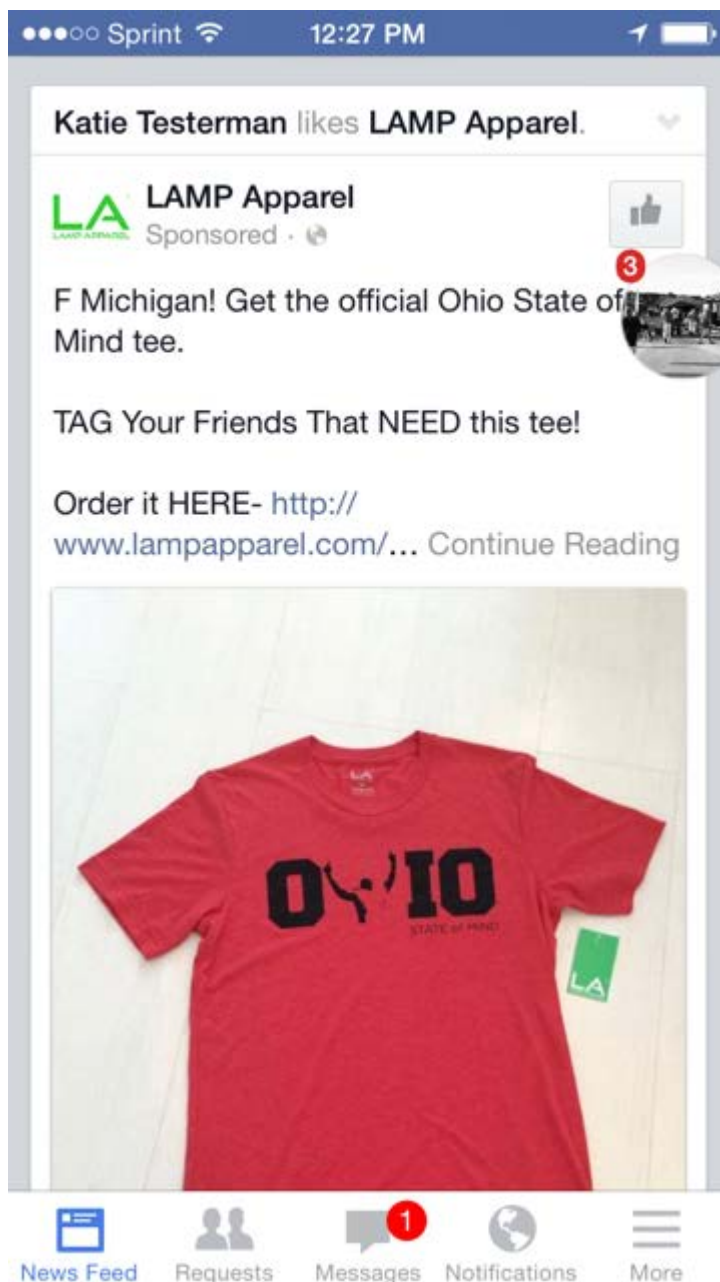 Sprint 12:27 PM
Katie Testerman likes LAMP Apparel.
LA LAMP Apparel
LAMP APPAREL
Sponsored ·
3
F Michigan! Get the official Ohio State of
Mind tee.
TAG Your Friends That NEED this tee!
Order it HERE- http://
www.lampapparel.com/... Continue Reading
LA
O IO
STATE of MIND
LA
1
News Feed Requests Messages Notifications More